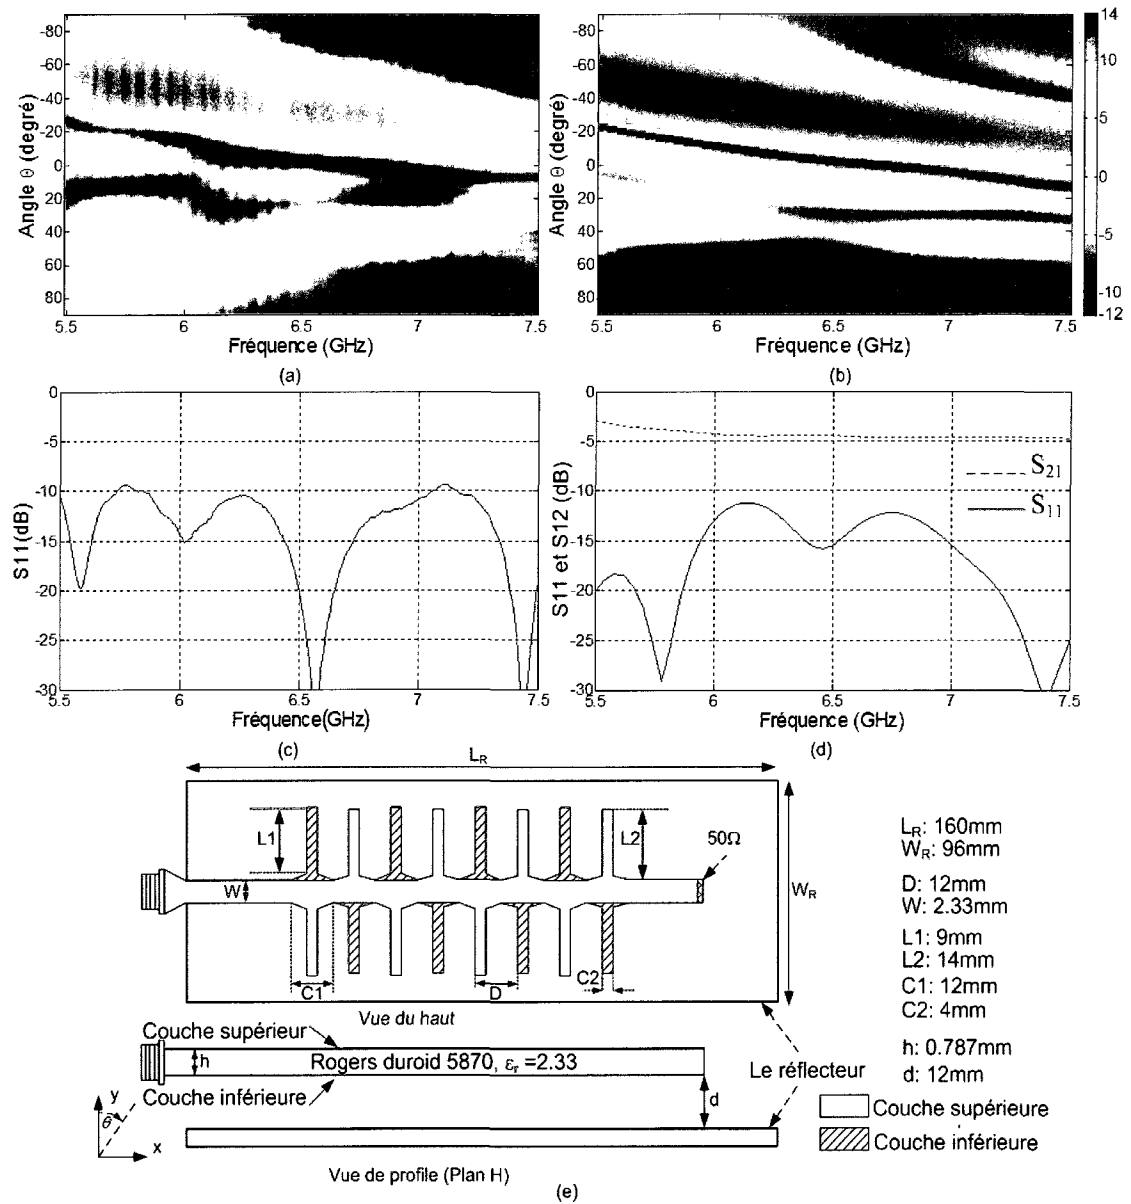 -80
-60
-40
-20
0
20
40
60
80
Angle Θ (degré)
5.5
6
6.5
7
7.5
Fréquence (GHz)
(a)
-80
-60
-40
-20
0
20
40
60
80
Angle Θ (degré)
5.5
6
6.5
7
7.5
Fréquence (GHz)
(b)
14
10
-5
-0
-5
-10
-12
0
-5
-10
-15
-20
-25
-30
S11(dB)
5.5
6
6.5
7
7.5
Fréquence(GHz)
(c)
0
-5
-10
-15
-20
-25
-30
S11 et S12 (dB)
S21
S11
5.5
6
6.5
7
7.5
Fréquence(GHz)
(d)
LR
L1
L2
50Ω
W
WR
C1
D
C2
Vue du haut
LR: 160mm
WR: 96mm
D: 12mm
W: 2.33mm
L1: 9mm
L2: 14mm
C1: 12mm
C2: 4mm
h: 0.787mm
d: 12mm
Couche supérieur
h
Rogers duroid 5870, εr =2.33
Couche inférieure
d
Le réflecteur
y
θ
x
Couche supérieure
Couche inférieure
Vue de profile (Plan H)
(e)